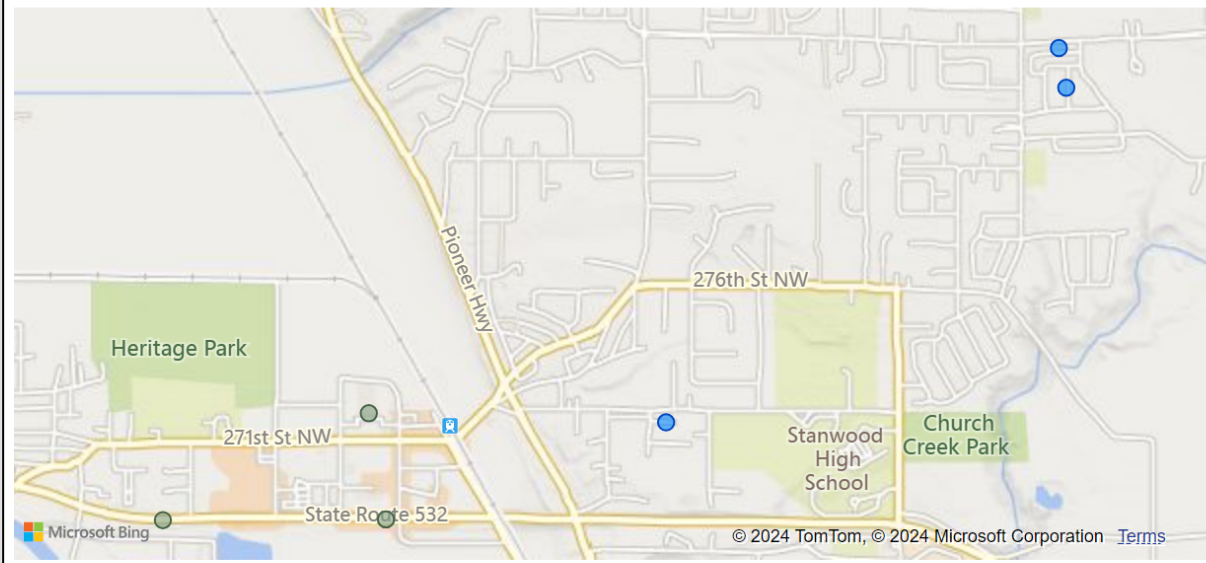 Pioneer Hwy
276th St NW
Heritage Park
271st St NW
Stanwood
High
School
Church
Creek Park
State Route 532
Microsoft Bing
© 2024 TomTom, © 2024 Microsoft Corporation Terms